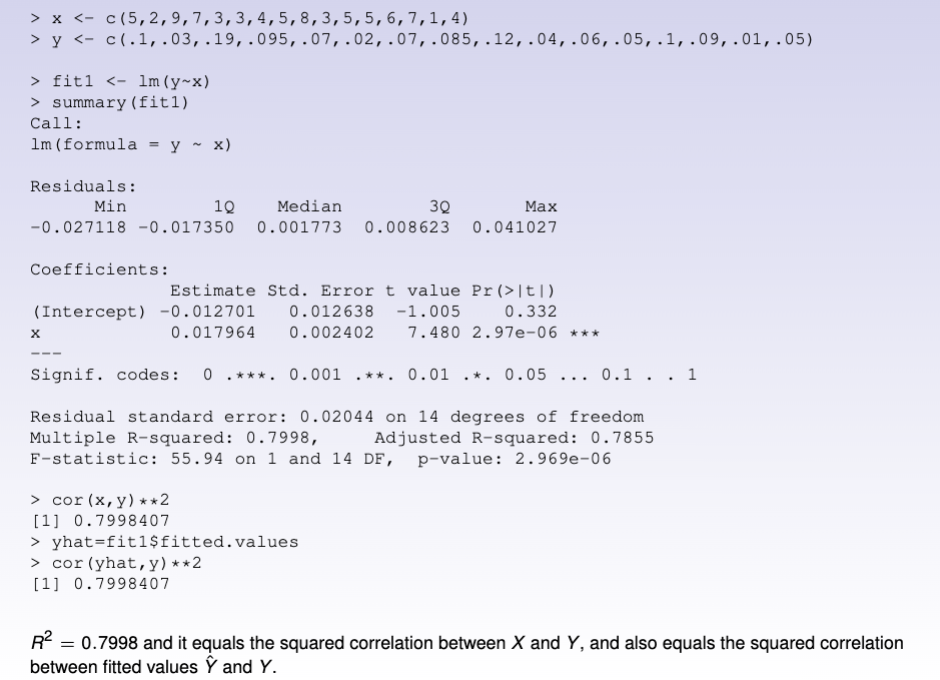 > x <- c(5,2,9,7,3,3,4,5,8,3,5,5,6,7,1,4)
> y <- c(.1,.03,.19,.095,.07,.02,.07,.085,.12,.04,.06,.05,.1,.09,.01,.05)
> fit1 <- lm(y~x)
> summary(fit1)
Call:
lm(formula = y ~ x)
Residuals:
Min 1Q Median 3Q Max
-0.027118 -0.017350 0.001773 0.008623 0.041027
Coefficients:
Estimate Std. Error t value Pr(>|t|)
(Intercept) -0.012701 0.012638 -1.005 0.332
x 0.017964 0.002402 7.480 2.97e-06 ***
---
Signif. codes: 0 .***. 0.001 .**. 0.01 .*. 0.05 ... 0.1 . . 1
Residual standard error: 0.02044 on 14 degrees of freedom
Multiple R-squared: 0.7998, Adjusted R-squared: 0.7855
F-statistic: 55.94 on 1 and 14 DF, p-value: 2.969e-06
> cor(x,y)**2
[1] 0.7998407
> yhat=fit1$fitted.values
> cor(yhat,y)**2
[1] 0.7998407
R² = 0.7998 and it equals the squared correlation between X and Y, and also equals the squared correlation
between fitted values Ŷ and Y.